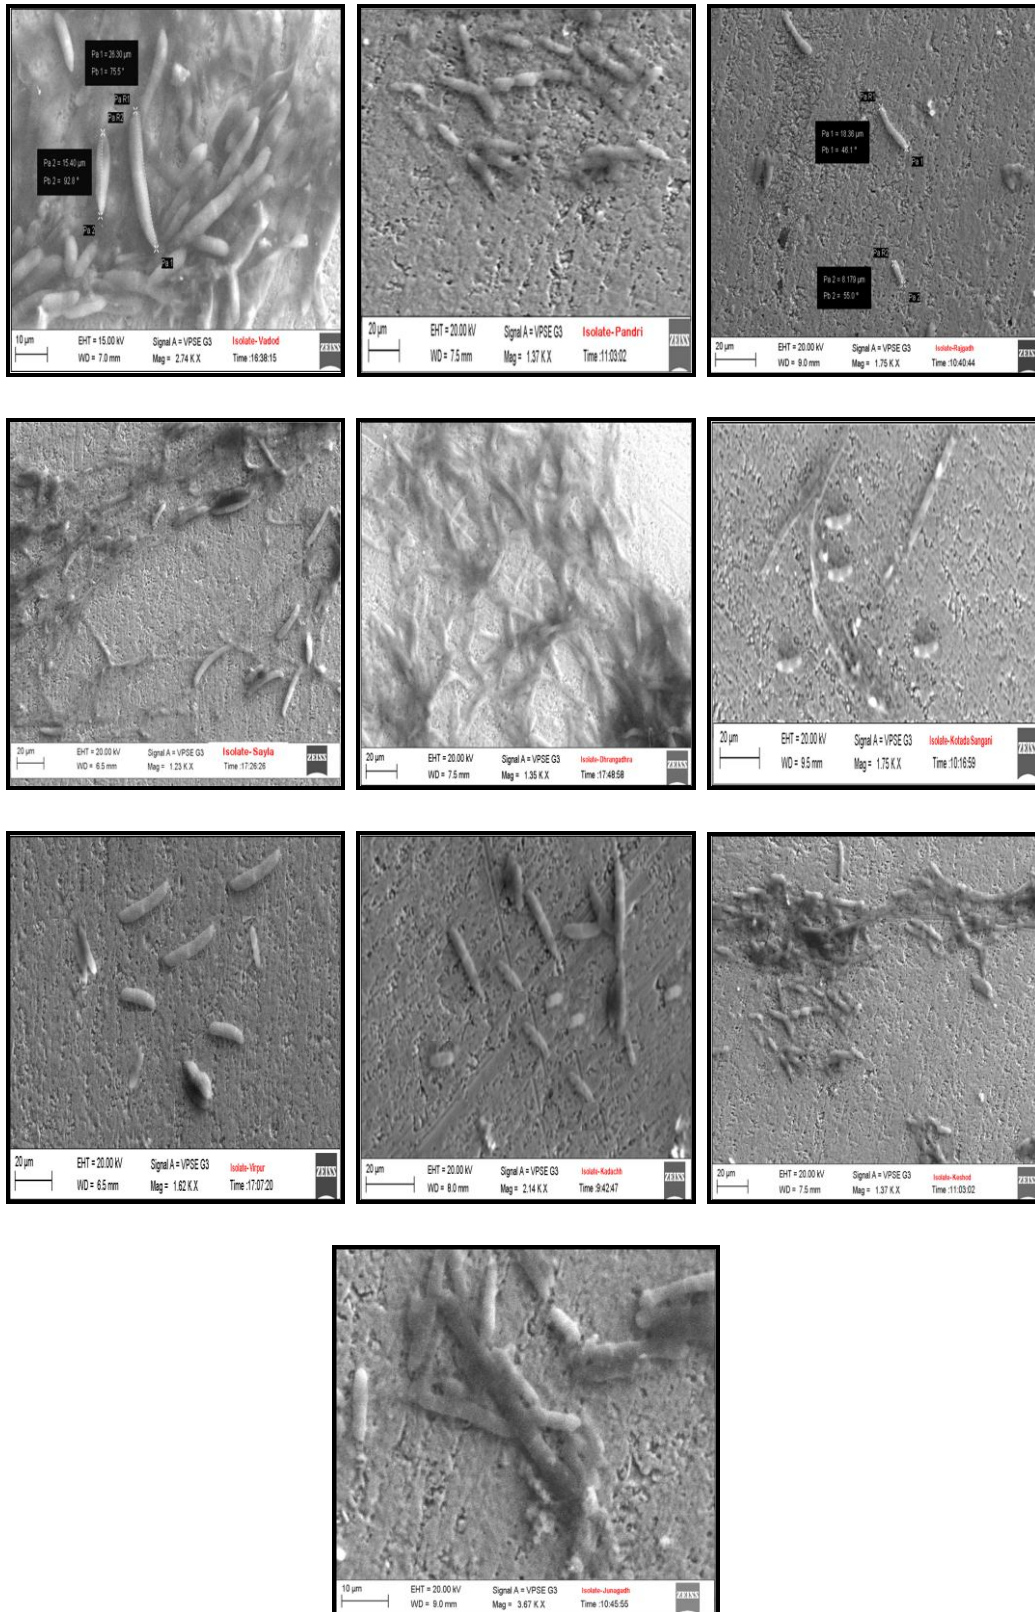 Pa 1 = 26.30 µm
Pb 1 = 75.5 °
Pa R1
Pa R2
Pa 2 = 15.40 µm
Pb 2 = 92.8 °
Pa 2
Pa 1
10 µm EHT = 15.00 kV Signal A = VPSE G3 Isolate- Vadod
WD = 7.0 mm Mag = 2.74 K X Time :16:38:15 ZEISS
20 µm EHT = 20.00 kV Signal A = VPSE G3 Isolate- Pandri
WD = 7.5 mm Mag = 1.37 K X Time :11:03:02 ZEISS
Pa R1
Pa 1 = 18.36 µm
Pb 1 = 46.1 °
Pa 1
Pa R2
Pa 2 = 8.179 µm
Pb 2 = 55.0 °
Pa 2
20 µm EHT = 20.00 kV Signal A = VPSE G3 Isolate-Rajpath
WD = 9.0 mm Mag = 1.75 K X Time :10:40:44 ZEISS
20 µm EHT = 20.00 kV Signal A = VPSE G3 Isolate- Sayla
WD = 6.5 mm Mag = 1.23 K X Time :17:26:26 ZEISS
20 µm EHT = 20.00 kV Signal A = VPSE G3 Isolate-Dhrangadhra
WD = 7.5 mm Mag = 1.35 K X Time :17:48:58 ZEISS
20 µm EHT = 20.00 kV Signal A = VPSE G3 Isolate- Kotada Sangani
WD = 9.5 mm Mag = 1.75 K X Time :10:16:59 ZEISS
20 µm EHT = 20.00 kV Signal A = VPSE G3 Isolate-Virpur
WD = 6.5 mm Mag = 1.62 K X Time :17:07:20 ZEISS
20 µm EHT = 20.00 kV Signal A = VPSE G3 Isolate- Kadachh
WD = 8.0 mm Mag = 2.14 K X Time :9:42:47 ZEISS
20 µm EHT = 20.00 kV Signal A = VPSE G3 Isolate- Keshod
WD = 7.5 mm Mag = 1.37 K X Time :11:03:02 ZEISS
10 µm EHT = 20.00 kV Signal A = VPSE G3 Isolate-Junagadh
WD = 9.0 mm Mag = 3.67 K X Time :10:45:55 ZEISS